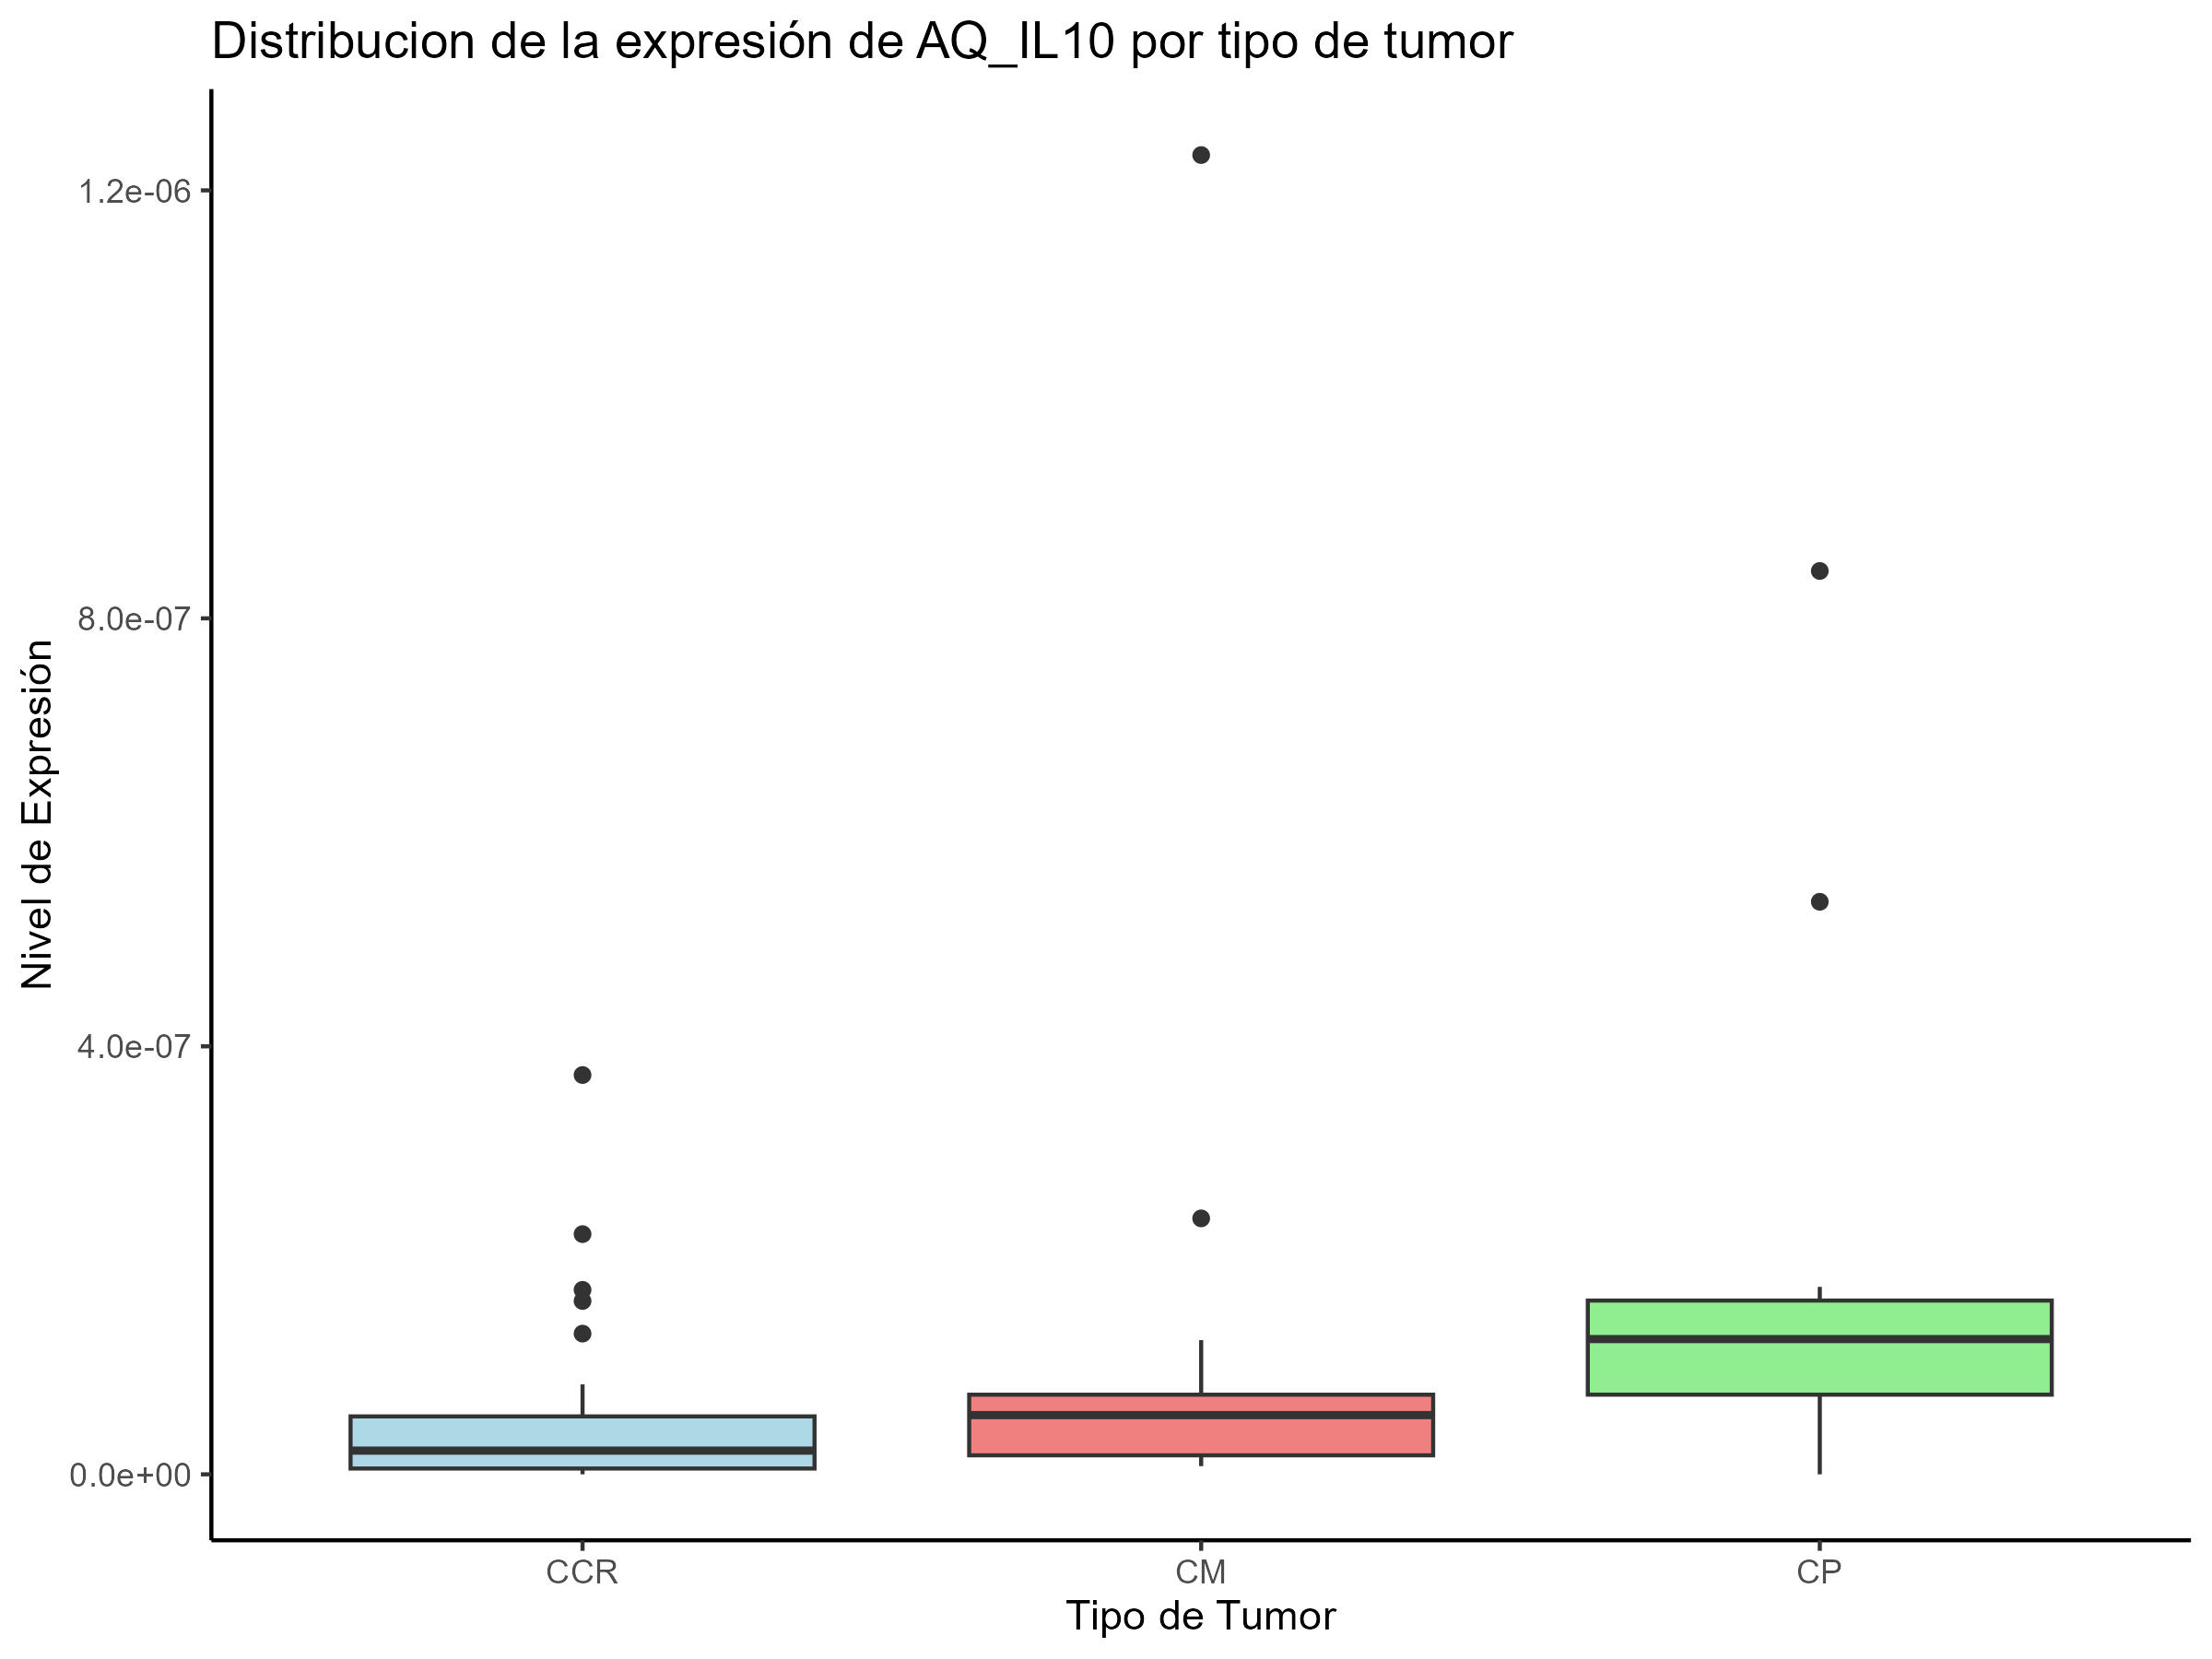 Distribucion de la expresión de AQ_IL10 por tipo de tumor
Nivel de Expresión
1.2e-06
8.0e-07
4.0e-07
0.0e+00
CCR
CM
CP
Tipo de Tumor